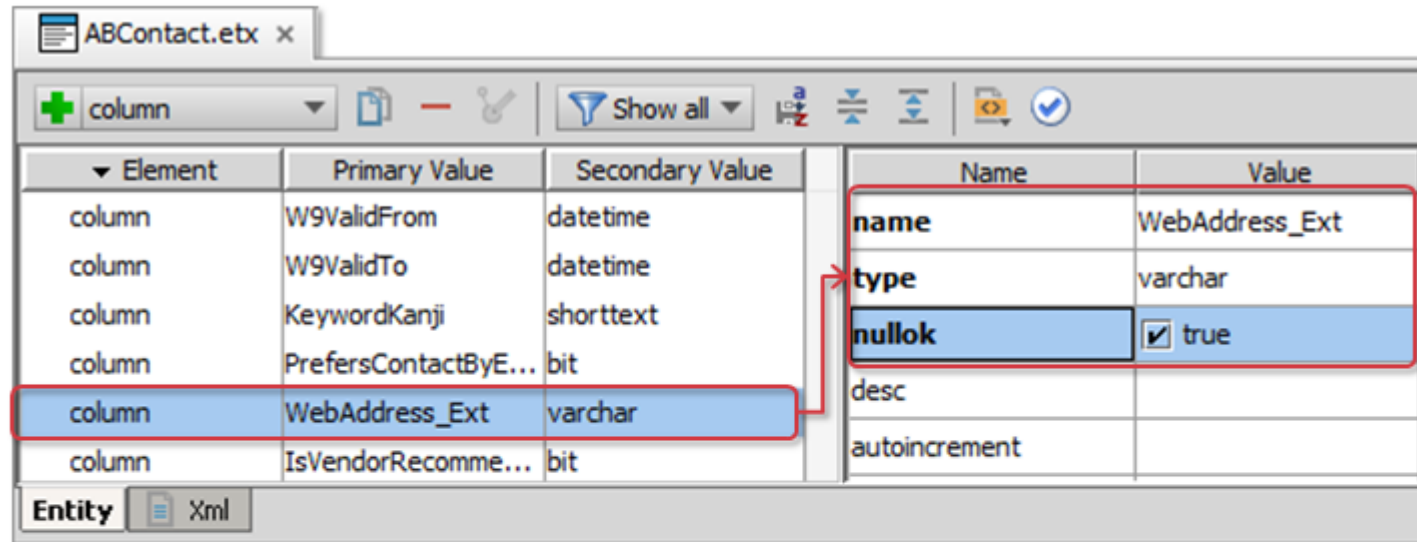 ABContact.etx
column Show all
Element Primary Value Secondary Value Name Value
column W9ValidFrom datetime name WebAddress_Ext
column W9ValidTo datetime type varchar
column KeywordKanji shorttext nullok true
column PrefersContactByE... bit desc
column WebAddress_Ext varchar
column IsVendorRecomme... bit autoincrement
Entity Xml